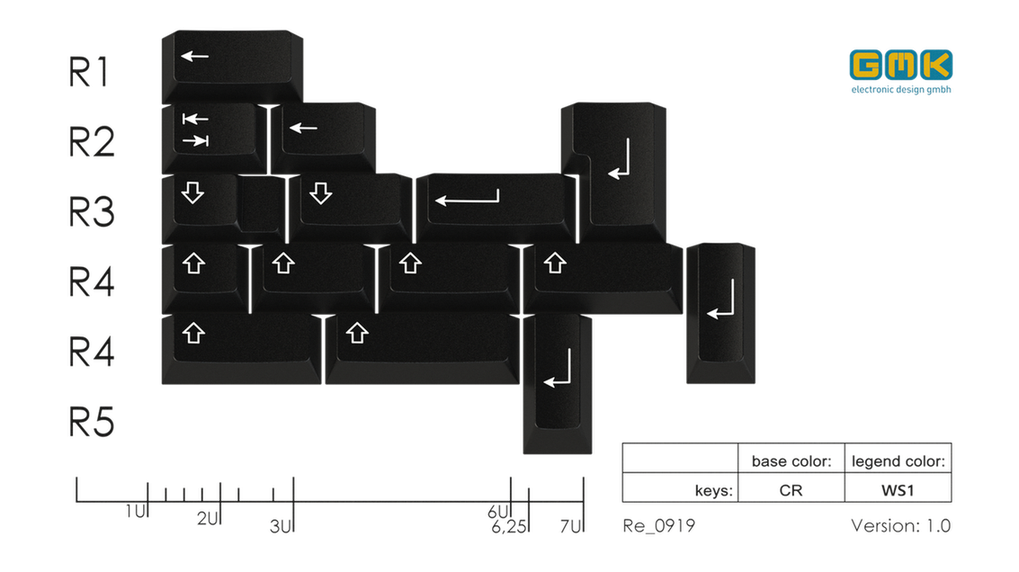 R1
GMK
electronic design gmbh
R2
R3
R4
R4
R5
1U
2U
3U
6U
6,25
7U
base color: legend color:
keys: CR WS1
Re_0919 Version: 1.0